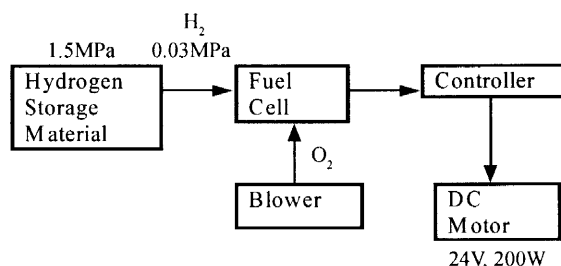 H₂
1.5MPa 0.03MPa
Hydrogen
Storage
Material
Fuel
Cell
Controller
O₂
Blower
DC
Motor
24V, 200W